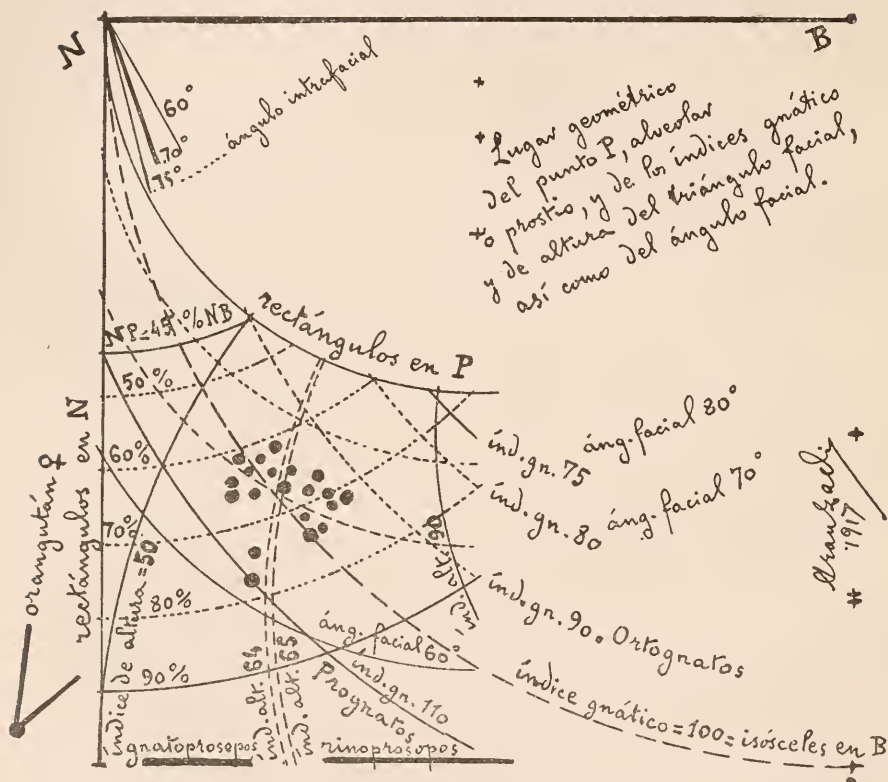 N
B
60°
70°
75°
ángulo intrafacial
Lugar geométrico
del punto P, alveolar
o prostio, y de los índices gnático
y de altura del triángulo facial,
así como del ángulo facial.
NP=45%NB
rectángulos en P
50%
60%
70%
80%
90%
orangután ♀
rectángulos en N
índice de altura=50
ind. alt. 64
ind. alt. 65
ind. alt. 90
índ. gn. 75 áng. facial 80°
índ. gn. 80 áng. facial 70°
índ. gn. 90. Ortognatos
áng. facial 60°
índ. gn. 110
Prognatos
índice gnático=100=isósceles en B
1917
gnatoprosopos
rinoprosopos